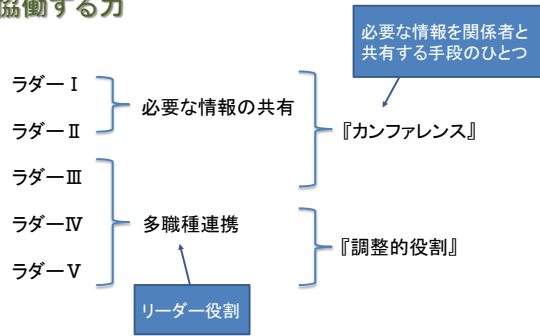 協働する力
必要な情報を関係者と
共有する手段のひとつ
ラダーⅠ
必要な情報の共有
ラダーⅡ
『カンファレンス』
ラダーⅢ
ラダーⅣ
多職種連携
『調整的役割』
ラダーⅤ
リーダー役割